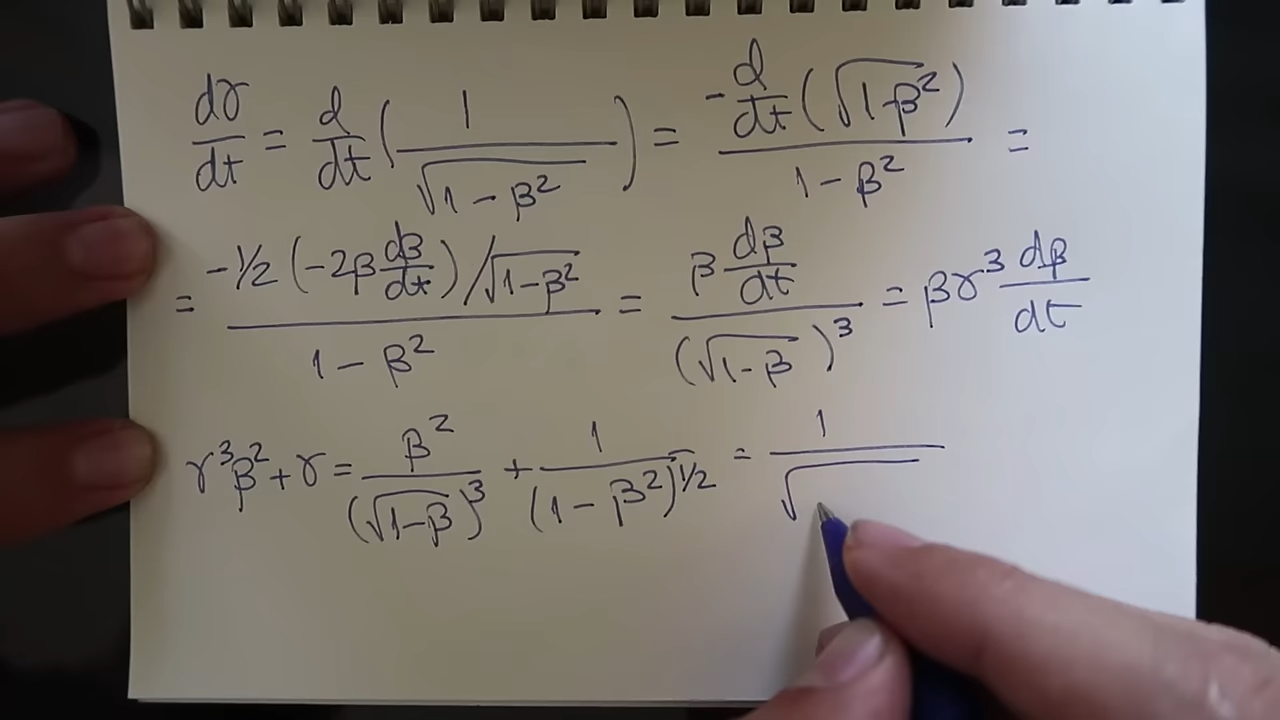 dγ/dt = d/dt (1/√(1-β²)) = -d/dt (√(1-β²)) / (1-β²) =
= -1/2 (-2β dβ/dt) / √(1-β²) / (1-β²) = β dβ/dt / (√(1-β))³ = βγ³ dβ/dt
γ³β² + γ = β²/(√(1-β))³ + 1/(1-β²)^1/2 = 1/√